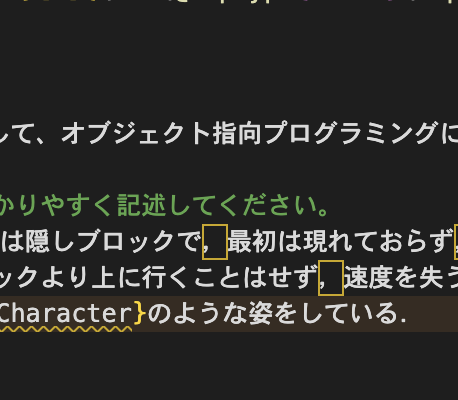 して、オブジェクト指向プログラミングに
かりやすく記述してください。
は隠しブロックで，最初は現れておらず
ックより上に行くことはせず，速度を失う
Character}のような姿をしている.